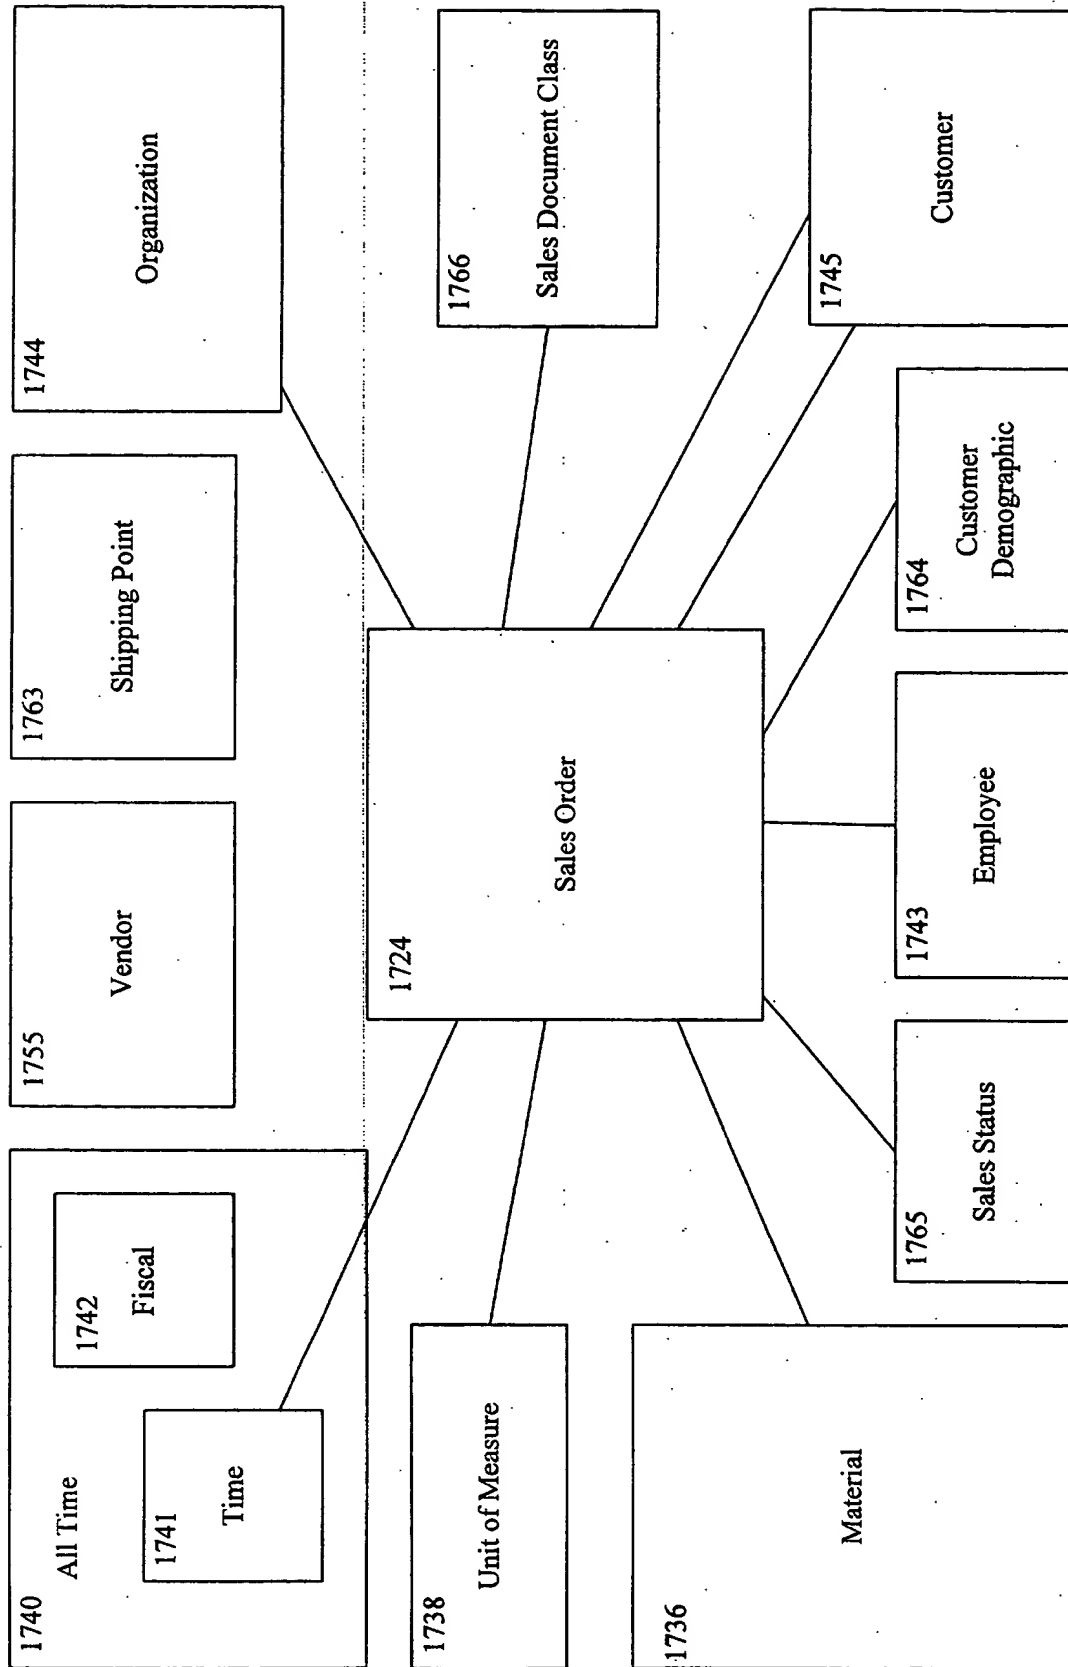 1740
All Time
1741
Time
1742
Fiscal
1755
Vendor
1763
Shipping Point
1744
Organization
1738
Unit of Measure
1724
Sales Order
1766
Sales Document Class
1736
Material
1765
Sales Status
1743
Employee
1764
Customer
Demographic
1745
Customer